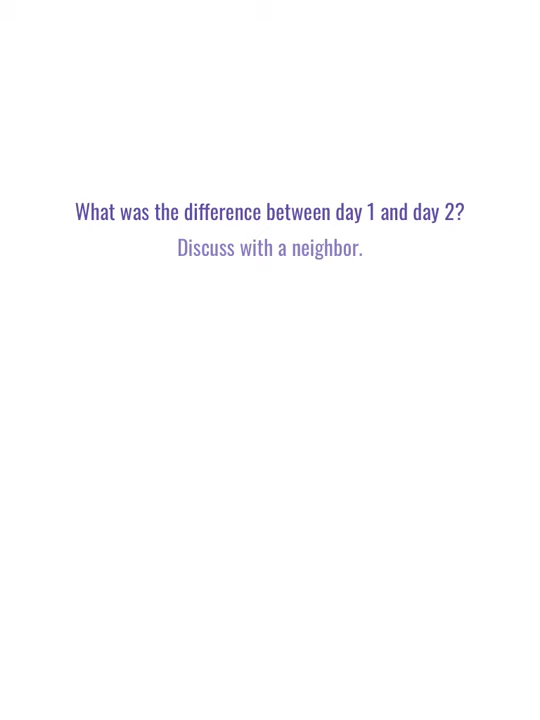 What was the difference between day 1 and day 2?
Discuss with a neighbor.